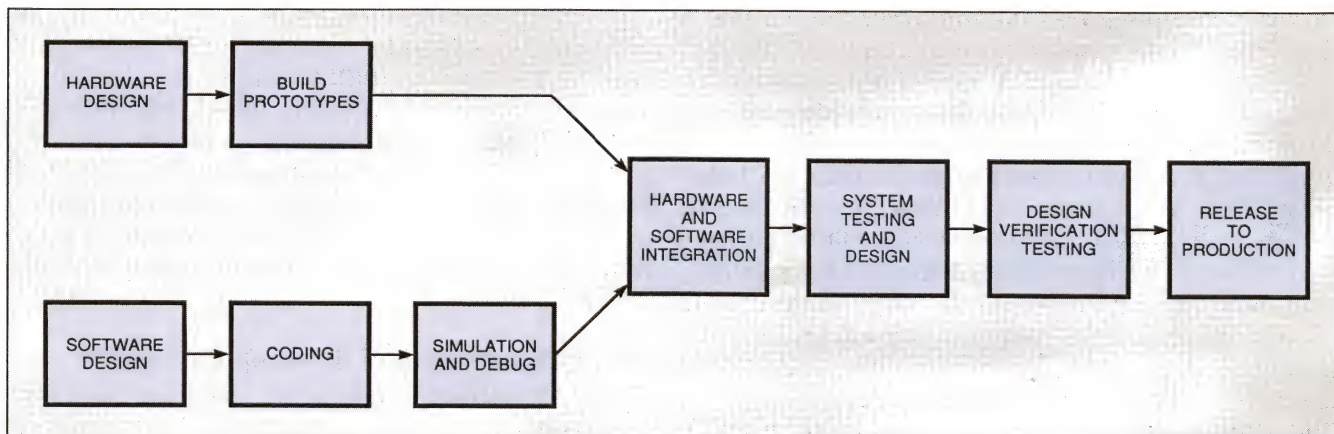 HARDWARE
DESIGN
BUILD
PROTOTYPES
HARDWARE
AND
SOFTWARE
INTEGRATION
SYSTEM
TESTING
AND
DESIGN
DESIGN
VERIFICATION
TESTING
RELEASE
TO
PRODUCTION
SOFTWARE
DESIGN
CODING
SIMULATION
AND DEBUG